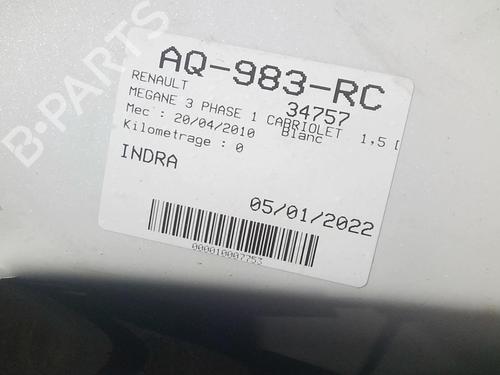 AQ-983-RC
RENAULT 34757
MEGANE 3 PHASE 1 CABRIOLET 1,5 [
Mec : 20/04/2010 Blanc
Kilometrage : 0
INDRA
05/01/2022
000010007753
B-PARTS